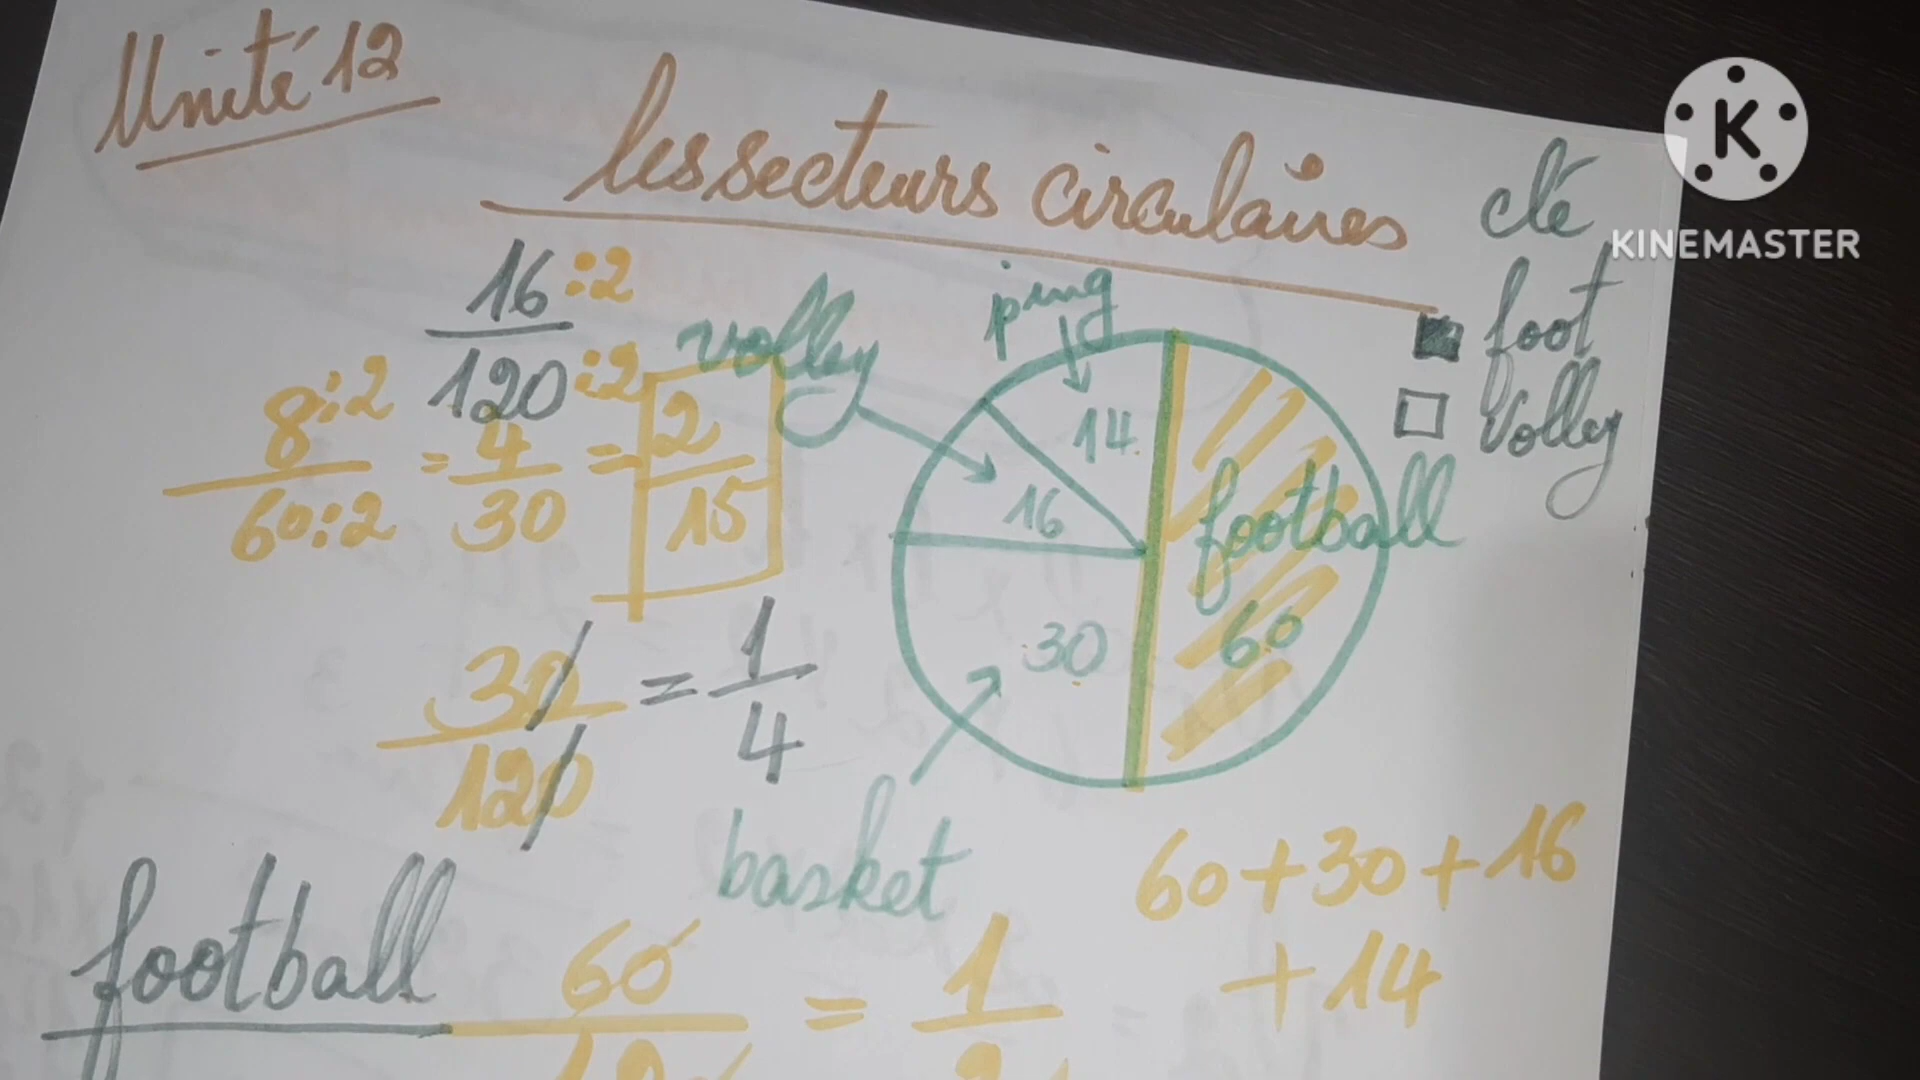 Unité 12
les secteurs circulaires
clé
KINEMASTER
foot
Volley
16 :2
120 :2
8 :2 = 4 = 2
60 :2 30 15
volley
ping
14
16
football
60
30
basket
30 = 1
120 4
60 + 30 + 16
+ 14
football 60 = 1